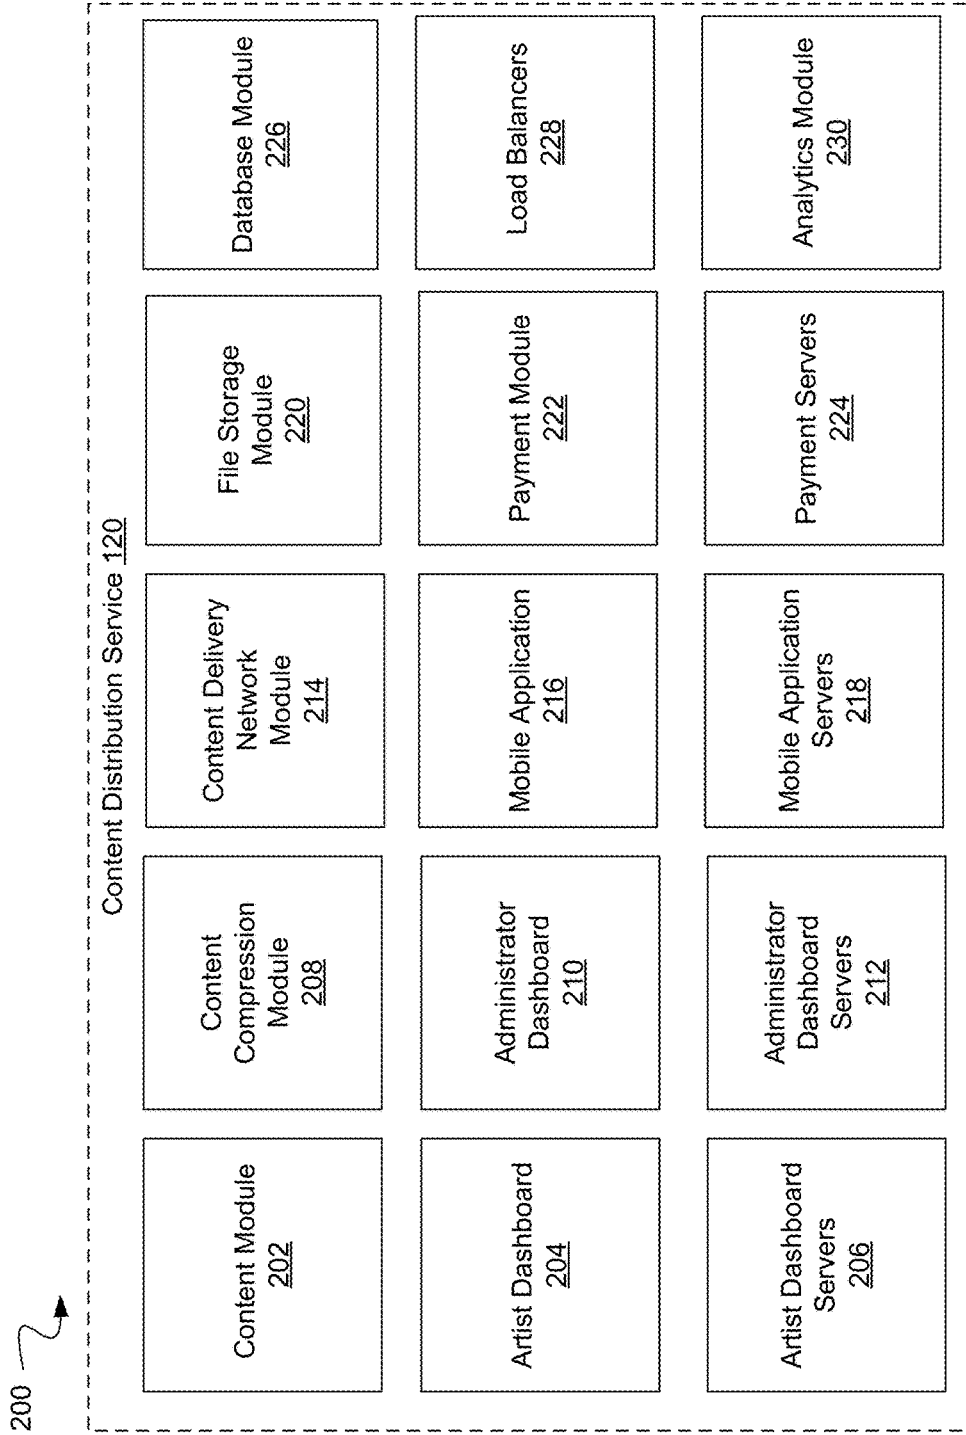 200
Content Distribution Service 120
Content Module
202
Content
Compression
Module
208
Content Delivery
Network
Module
214
File Storage
Module
220
Database Module
226
Artist Dashboard
204
Administrator
Dashboard
210
Mobile Application
216
Payment Module
222
Load Balancers
228
Artist Dashboard
Servers
206
Administrator
Dashboard
Servers
212
Mobile Application
Servers
218
Payment Servers
224
Analytics Module
230